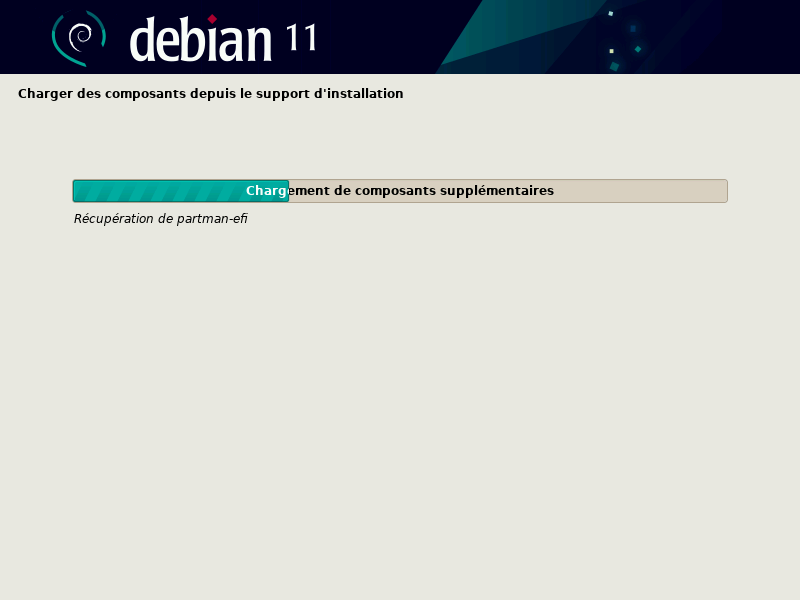 debian 11
Charger des composants depuis le support d'installation
Chargement de composants supplémentaires
Récupération de partman-efi